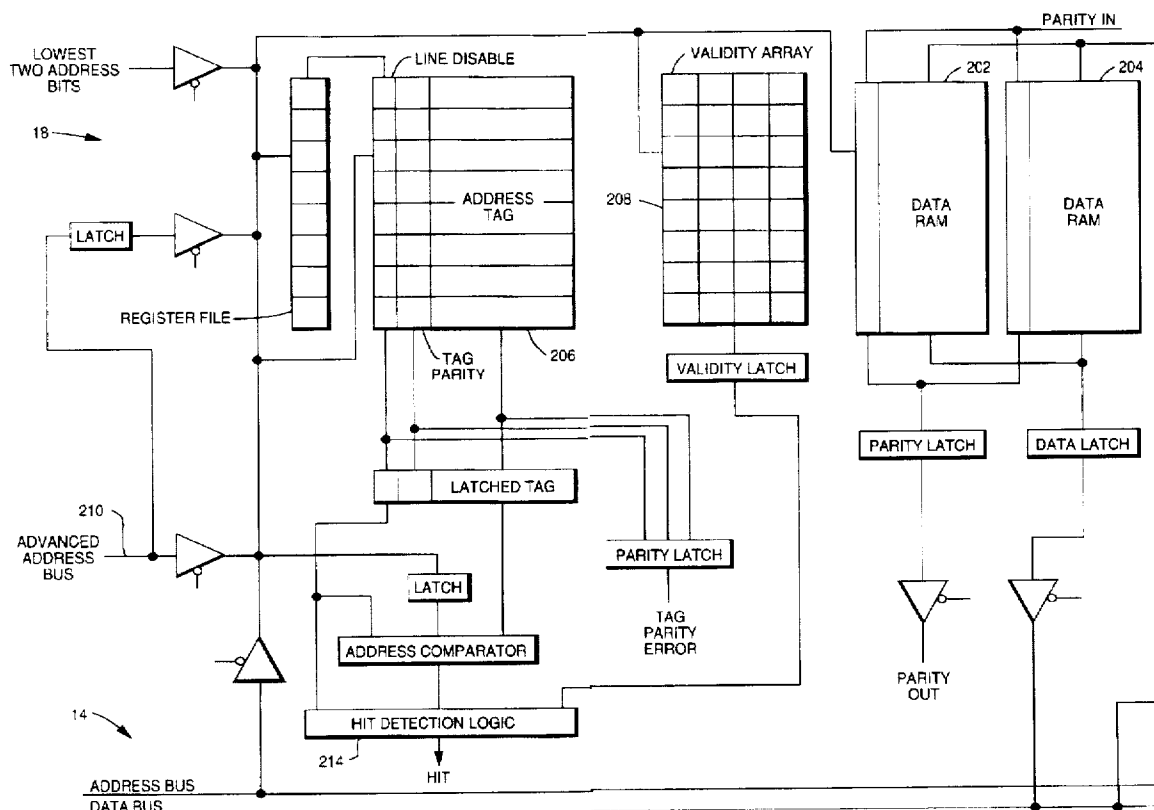 PARITY IN
LOWEST
TWO ADDRESS
BITS
LINE DISABLE
VALIDITY ARRAY
202
204
18
ADDRESS
TAG
208
DATA
RAM
DATA
RAM
LATCH
REGISTER FILE
TAG
PARITY
206
VALIDITY LATCH
PARITY LATCH
DATA LATCH
LATCHED TAG
210
ADVANCED
ADDRESS
BUS
PARITY LATCH
LATCH
TAG
PARITY
ERROR
ADDRESS COMPARATOR
PARITY
OUT
14
HIT DETECTION LOGIC
214
HIT
ADDRESS BUS
DATA BUS